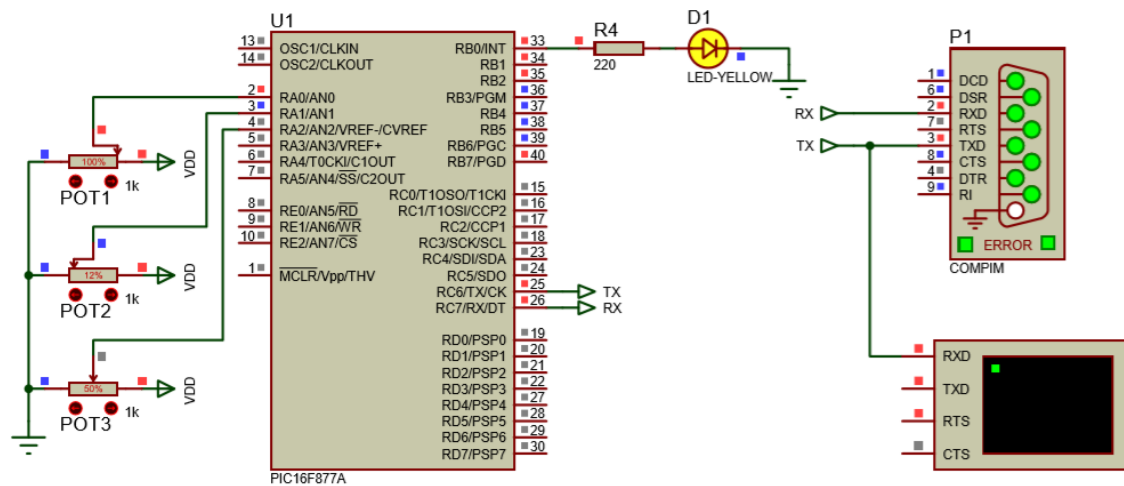 U1
13
OSC1/CLKIN
14
OSC2/CLKOUT
2
RA0/AN0
3
RA1/AN1
4
RA2/AN2/VREF-/CVREF
5
RA3/AN3/VREF+
6
RA4/T0CKI/C1OUT
7
RA5/AN4/SS/C2OUT
8
RE0/AN5/RD
9
RE1/AN6/WR
10
RE2/AN7/CS
1
MCLR/Vpp/THV
RB0/INT
33
RB1
34
RB2
35
RB3/PGM
36
RB4
37
RB5
38
RB6/PGC
39
RB7/PGD
40
RC0/T1OSO/T1CKI
15
RC1/T1OSI/CCP2
16
RC2/CCP1
17
RC3/SCK/SCL
18
RC4/SDI/SDA
23
RC5/SDO
24
RC6/TX/CK
25
RC7/RX/DT
26
RD0/PSP0
19
RD1/PSP1
20
RD2/PSP2
21
RD3/PSP3
22
RD4/PSP4
27
RD5/PSP5
28
RD6/PSP6
29
RD7/PSP7
30
PIC16F877A
100%
VDD
POT1
1k
12%
VDD
POT2
1k
50%
VDD
POT3
1k
R4
220
D1
LED-YELLOW
TX
RX
RX
TX
P1
1
DCD
6
DSR
2
RXD
7
RTS
3
TXD
8
CTS
4
DTR
9
RI
ERROR
COMPIM
RXD
TXD
RTS
CTS